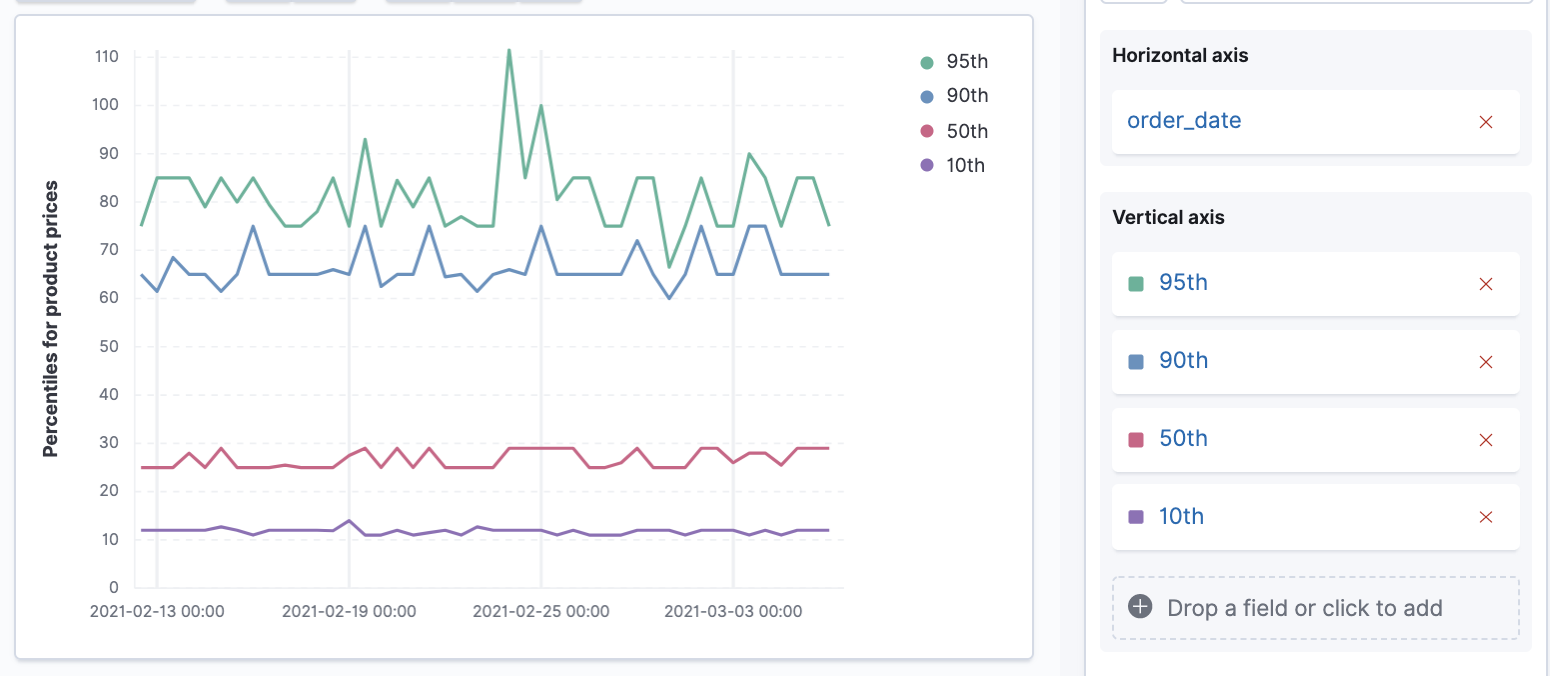 Percentiles for product prices
110
100
90
80
70
60
50
40
30
20
10
0
2021-02-13 00:00
2021-02-19 00:00
2021-02-25 00:00
2021-03-03 00:00
95th
90th
50th
10th
Horizontal axis
order_date
Vertical axis
95th
90th
50th
10th
Drop a field or click to add